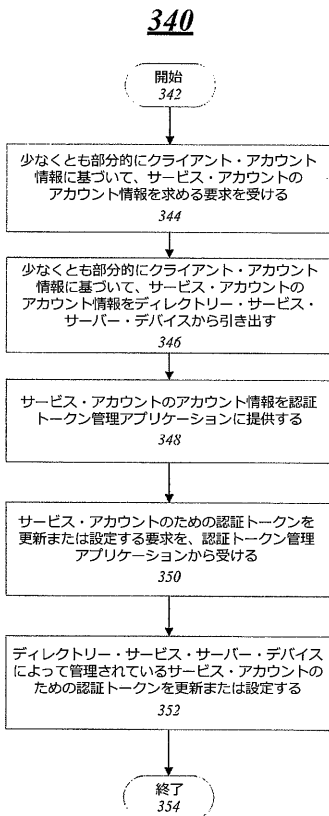 340
開始
342
少なくとも部分的にクライアント・アカウント
情報に基づいて、サービス・アカウントの
アカウント情報を求める要求を受ける
344
少なくとも部分的にクライアント・アカウント
情報に基づいて、サービス・アカウントの
アカウント情報をディレクトリー・サービス・
サーバー・デバイスから引き出す
346
サービス・アカウントのアカウント情報を認証
トークン管理アプリケーションに提供する
348
サービス・アカウントのための認証トークンを
更新または設定する要求を、認証トークン管理
アプリケーションから受ける
350
ディレクトリー・サービス・サーバー・デバイス
によって管理されているサービス・アカウントの
ための認証トークンを更新または設定する
352
終了
354